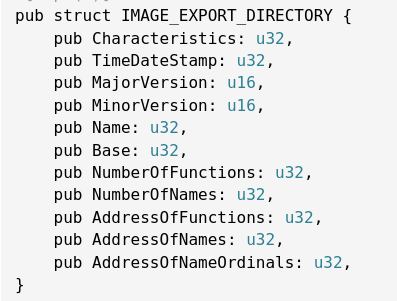 pub struct IMAGE_EXPORT_DIRECTORY {
    pub Characteristics: u32,
    pub TimeDateStamp: u32,
    pub MajorVersion: u16,
    pub MinorVersion: u16,
    pub Name: u32,
    pub Base: u32,
    pub NumberOfFunctions: u32,
    pub NumberOfNames: u32,
    pub AddressOfFunctions: u32,
    pub AddressOfNames: u32,
    pub AddressOfNameOrdinals: u32,
}